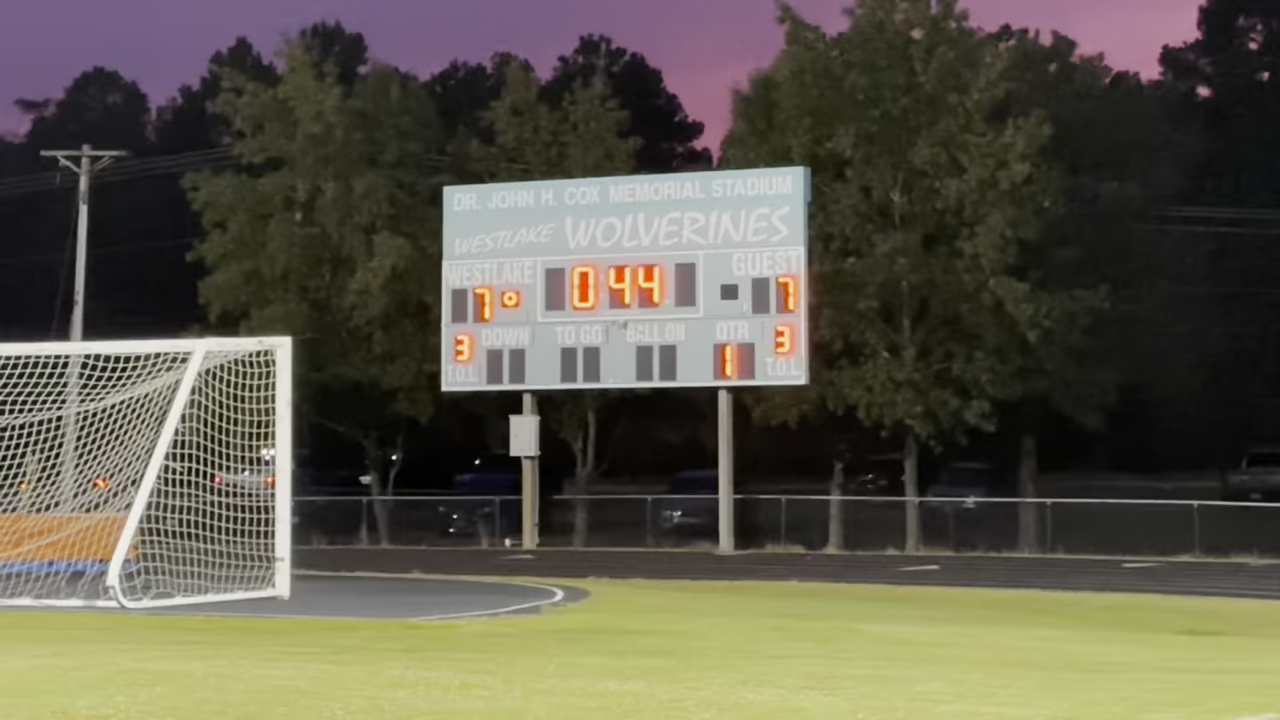 DR. JOHN H. COX MEMORIAL STADIUM
WESTLAKE WOLVERINES
WESTLAKE 0 44 GUEST
7 7
DOWN TO GO BALL ON QTR
3 1 3
T.O.L. T.O.L.